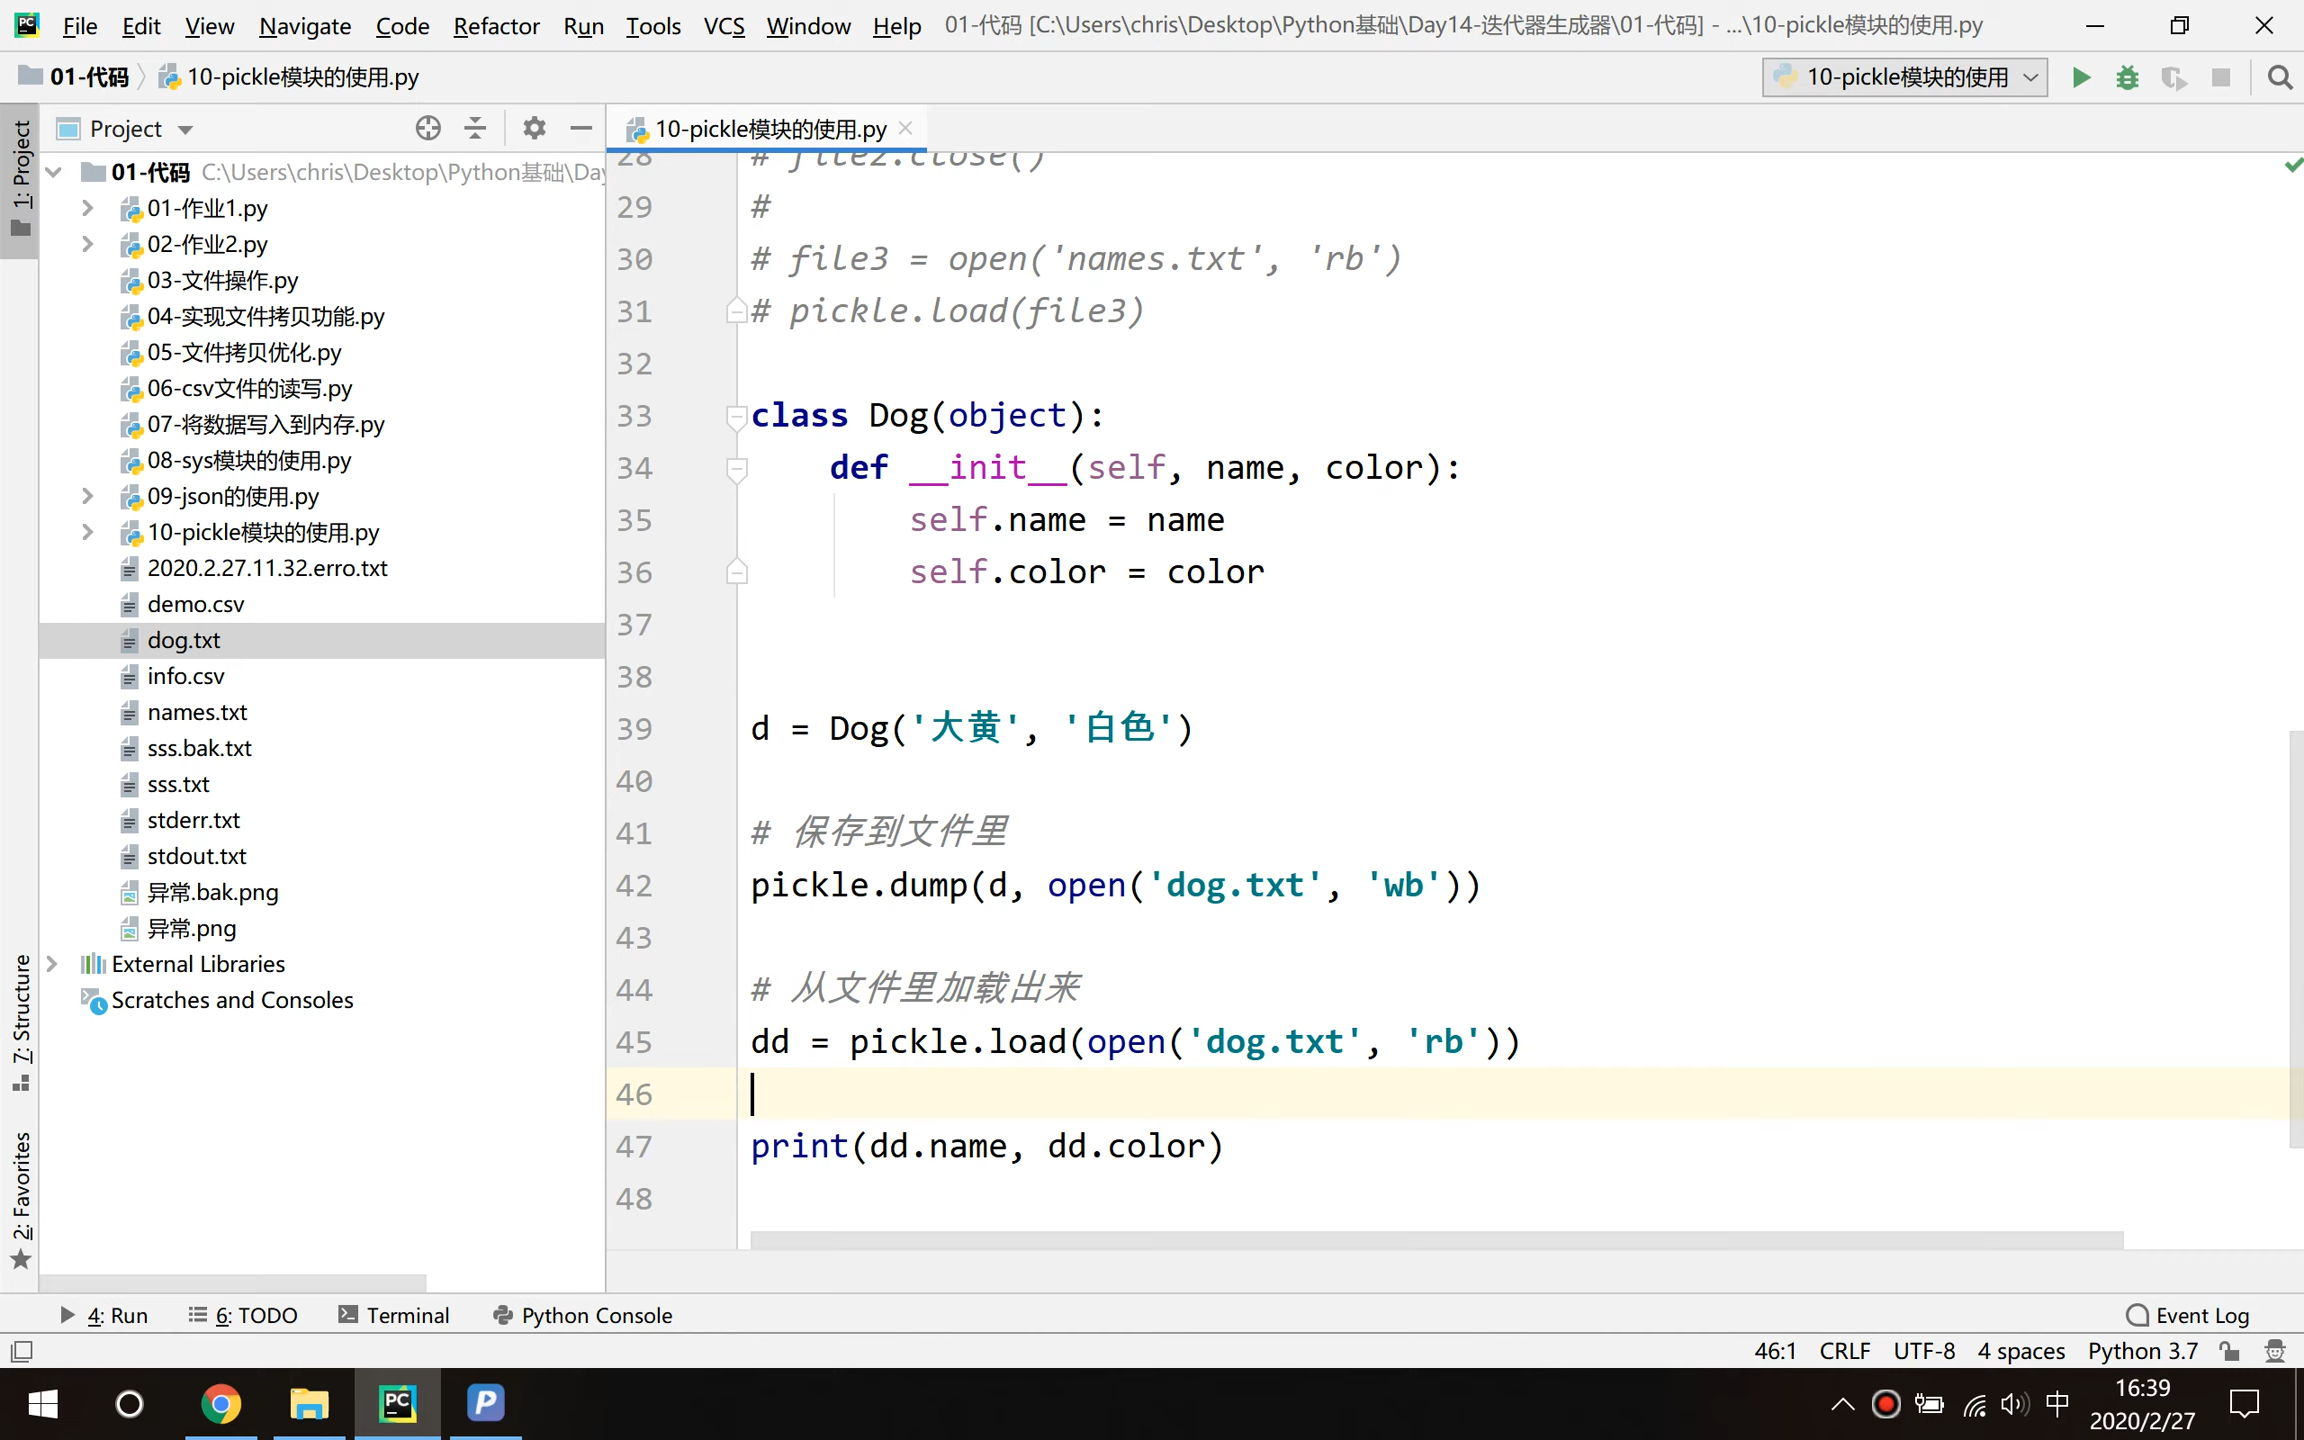 File Edit View Navigate Code Refactor Run Tools VCS Window Help 01-代码 [C:\Users\chris\Desktop\Python基础\Day14-迭代器生成器\01-代码] - ...\10-pickle模块的使用.py
01-代码 10-pickle模块的使用.py 10-pickle模块的使用
1: Project
Project
10-pickle模块的使用.py
01-代码 C:\Users\chris\Desktop\Python基础\Day
01-作业1.py
02-作业2.py
03-文件操作.py
04-实现文件拷贝功能.py
05-文件拷贝优化.py
06-csv文件的读写.py
07-将数据写入到内存.py
08-sys模块的使用.py
09-json的使用.py
10-pickle模块的使用.py
2020.2.27.11.32.erro.txt
demo.csv
dog.txt
info.csv
names.txt
sss.bak.txt
sss.txt
stderr.txt
stdout.txt
异常.bak.png
异常.png
External Libraries
Scratches and Consoles
7: Structure
2: Favorites
28 # file2.close()
29 #
30 # file3 = open('names.txt', 'rb')
31 # pickle.load(file3)
32
33 class Dog(object):
34 def __init__(self, name, color):
35 self.name = name
36 self.color = color
37
38
39 d = Dog('大黄', '白色')
40
41 # 保存到文件里
42 pickle.dump(d, open('dog.txt', 'wb'))
43
44 # 从文件里加载出来
45 dd = pickle.load(open('dog.txt', 'rb'))
46
47 print(dd.name, dd.color)
48
4: Run 6: TODO Terminal Python Console Event Log
46:1 CRLF UTF-8 4 spaces Python 3.7
PC P 中 16:39
2020/2/27